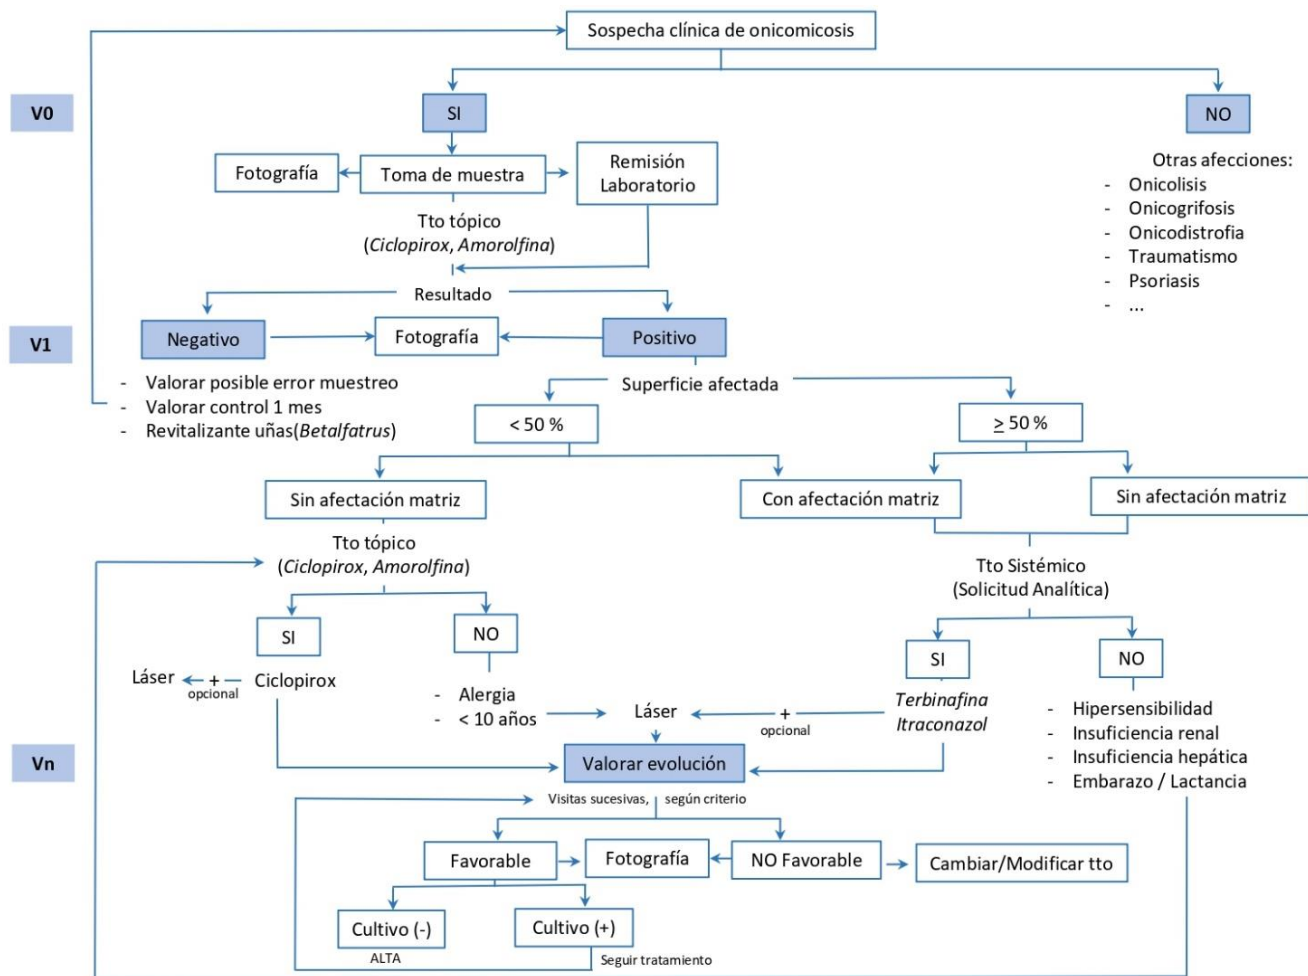 Sospecha clínica de onicomicosis
V0
SI
NO
Fotografía
Toma de muestra
Remisión
Laboratorio
Otras afecciones:
- Onicolisis
- Onicogrifosis
- Onicodistrofia
- Traumatismo
- Psoriasis
- ...
Tto tópico
(Ciclopirox, Amorolfina)
Resultado
V1
Negativo
Fotografía
Positivo
- Valorar posible error muestreo
- Valorar control 1 mes
- Revitalizante uñas(Betalfatrus)
Superficie afectada
< 50 %
≥ 50 %
Sin afectación matriz
Con afectación matriz
Sin afectación matriz
Tto tópico
(Ciclopirox, Amorolfina)
Tto Sistémico
(Solicitud Analítica)
SI
NO
SI
NO
Láser
+
opcional
Ciclopirox
- Alergia
- < 10 años
Láser
+
opcional
Terbinafina
Itraconazol
- Hipersensibilidad
- Insuficiencia renal
- Insuficiencia hepática
- Embarazo / Lactancia
Vn
Valorar evolución
Visitas sucesivas, según criterio
Favorable
Fotografía
NO Favorable
Cambiar/Modificar tto
Cultivo (-)
Cultivo (+)
ALTA
Seguir tratamiento